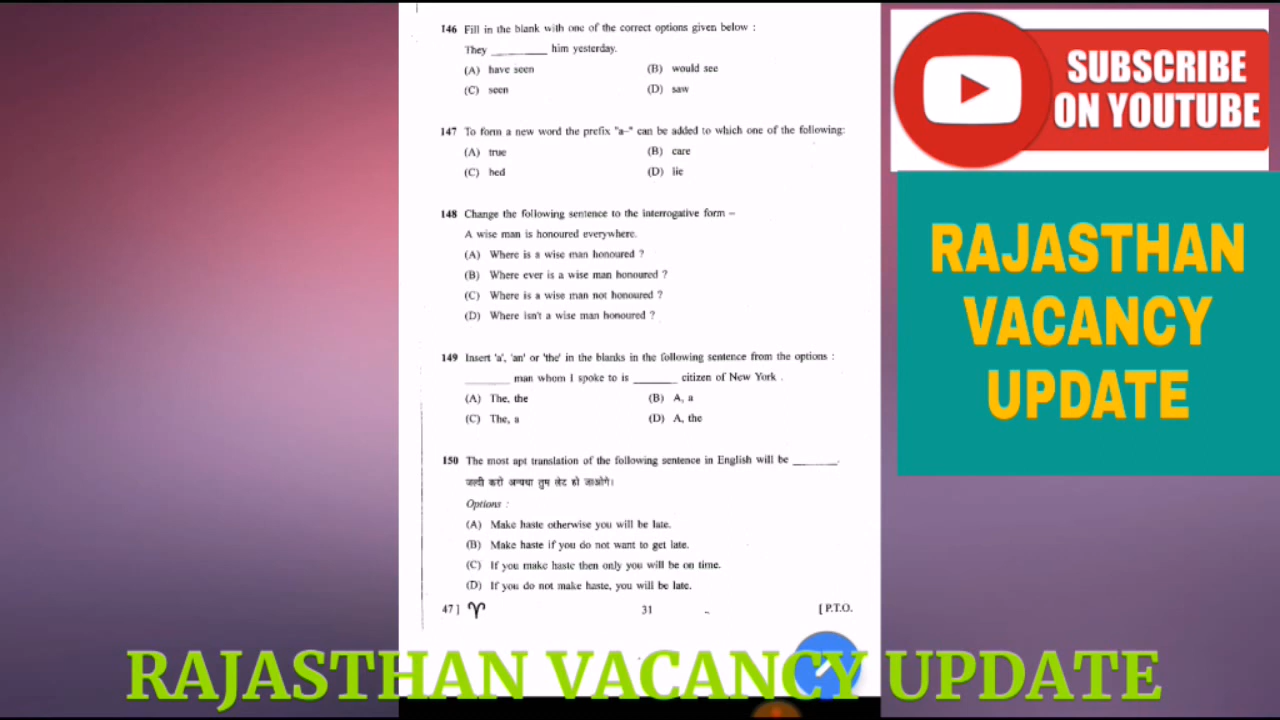 146 Fill in the blank with one of the correct options given below :
They ________ him yesterday.
(A) have seen (B) would see
(C) seen (D) saw
147 To form a new word the prefix "a–" can be added to which one of the following:
(A) true (B) care
(C) bed (D) lie
148 Change the following sentence to the interrogative form –
A wise man is honoured everywhere.
(A) Where is a wise man honoured ?
(B) Where ever is a wise man honoured ?
(C) Where is a wise man not honoured ?
(D) Where isn't a wise man honoured ?
149 Insert 'a', 'an' or 'the' in the blanks in the following sentence from the options :
_______ man whom I spoke to is _______ citizen of New York .
(A) The, the (B) A, a
(C) The, a (D) A, the
150 The most apt translation of the following sentence in English will be _______.
जल्दी करो अन्यथा तुम लेट हो जाओगे।
Options :
(A) Make haste otherwise you will be late.
(B) Make haste if you do not want to get late.
(C) If you make haste then only you will be on time.
(D) If you do not make haste, you will be late.
47] ♈ 31 [ P.T.O.
SUBSCRIBE
ON YOUTUBE
RAJASTHAN
VACANCY
UPDATE
RAJASTHAN VACANCY UPDATE